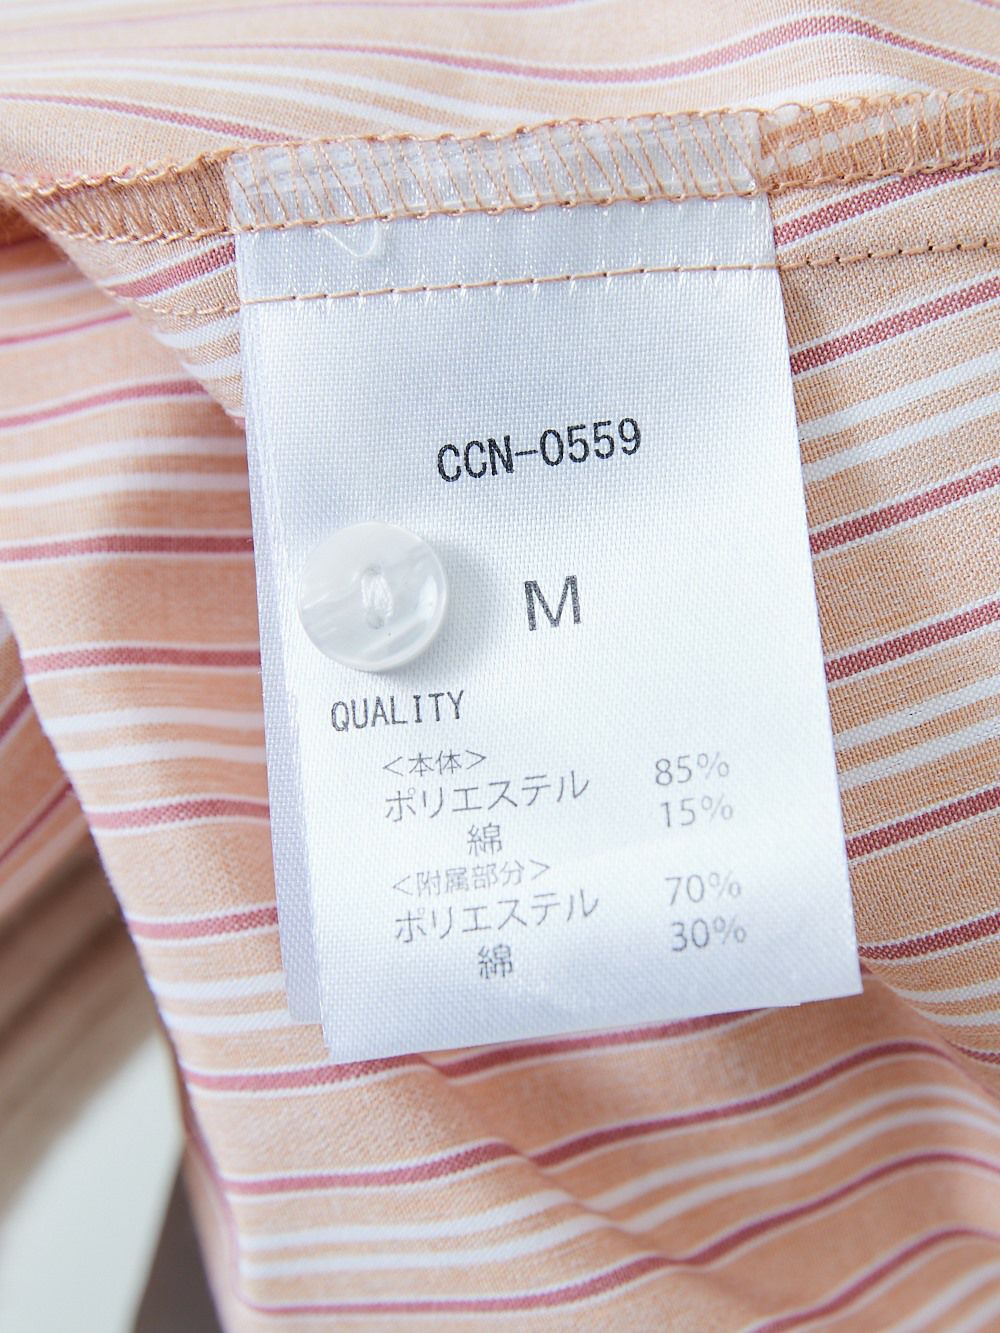 CCN-0559
M
QUALITY
<本体>
ポリエステル 85%
綿 15%
<附属部分>
ポリエステル 70%
綿 30%